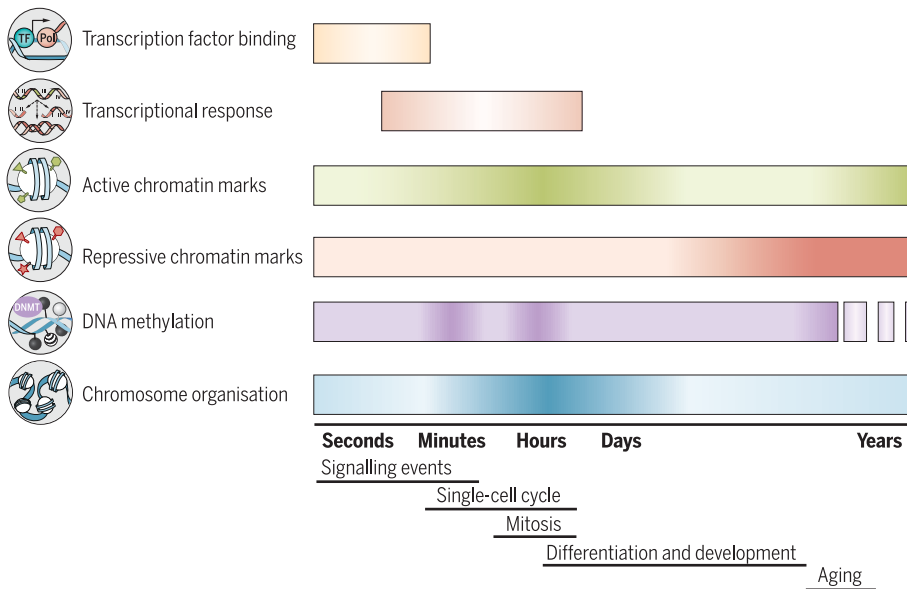 TF Pol
Transcription factor binding
Transcriptional response
Active chromatin marks
Repressive chromatin marks
DNMT
DNA methylation
Chromosome organisation
Seconds Minutes Hours Days Years
Signalling events
Single-cell cycle
Mitosis
Differentiation and development
Aging